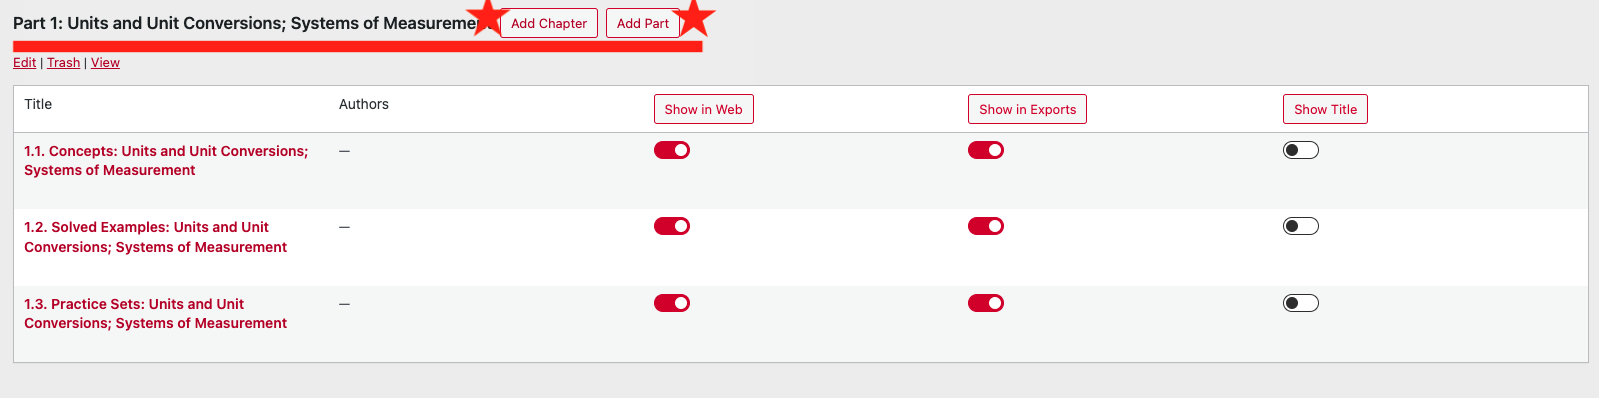 Part 1: Units and Unit Conversions; Systems of Measurement Add Chapter Add Part
Edit | Trash | View
Title Authors Show in Web Show in Exports Show Title
1.1. Concepts: Units and Unit Conversions; —
Systems of Measurement
1.2. Solved Examples: Units and Unit —
Conversions; Systems of Measurement
1.3. Practice Sets: Units and Unit —
Conversions; Systems of Measurement